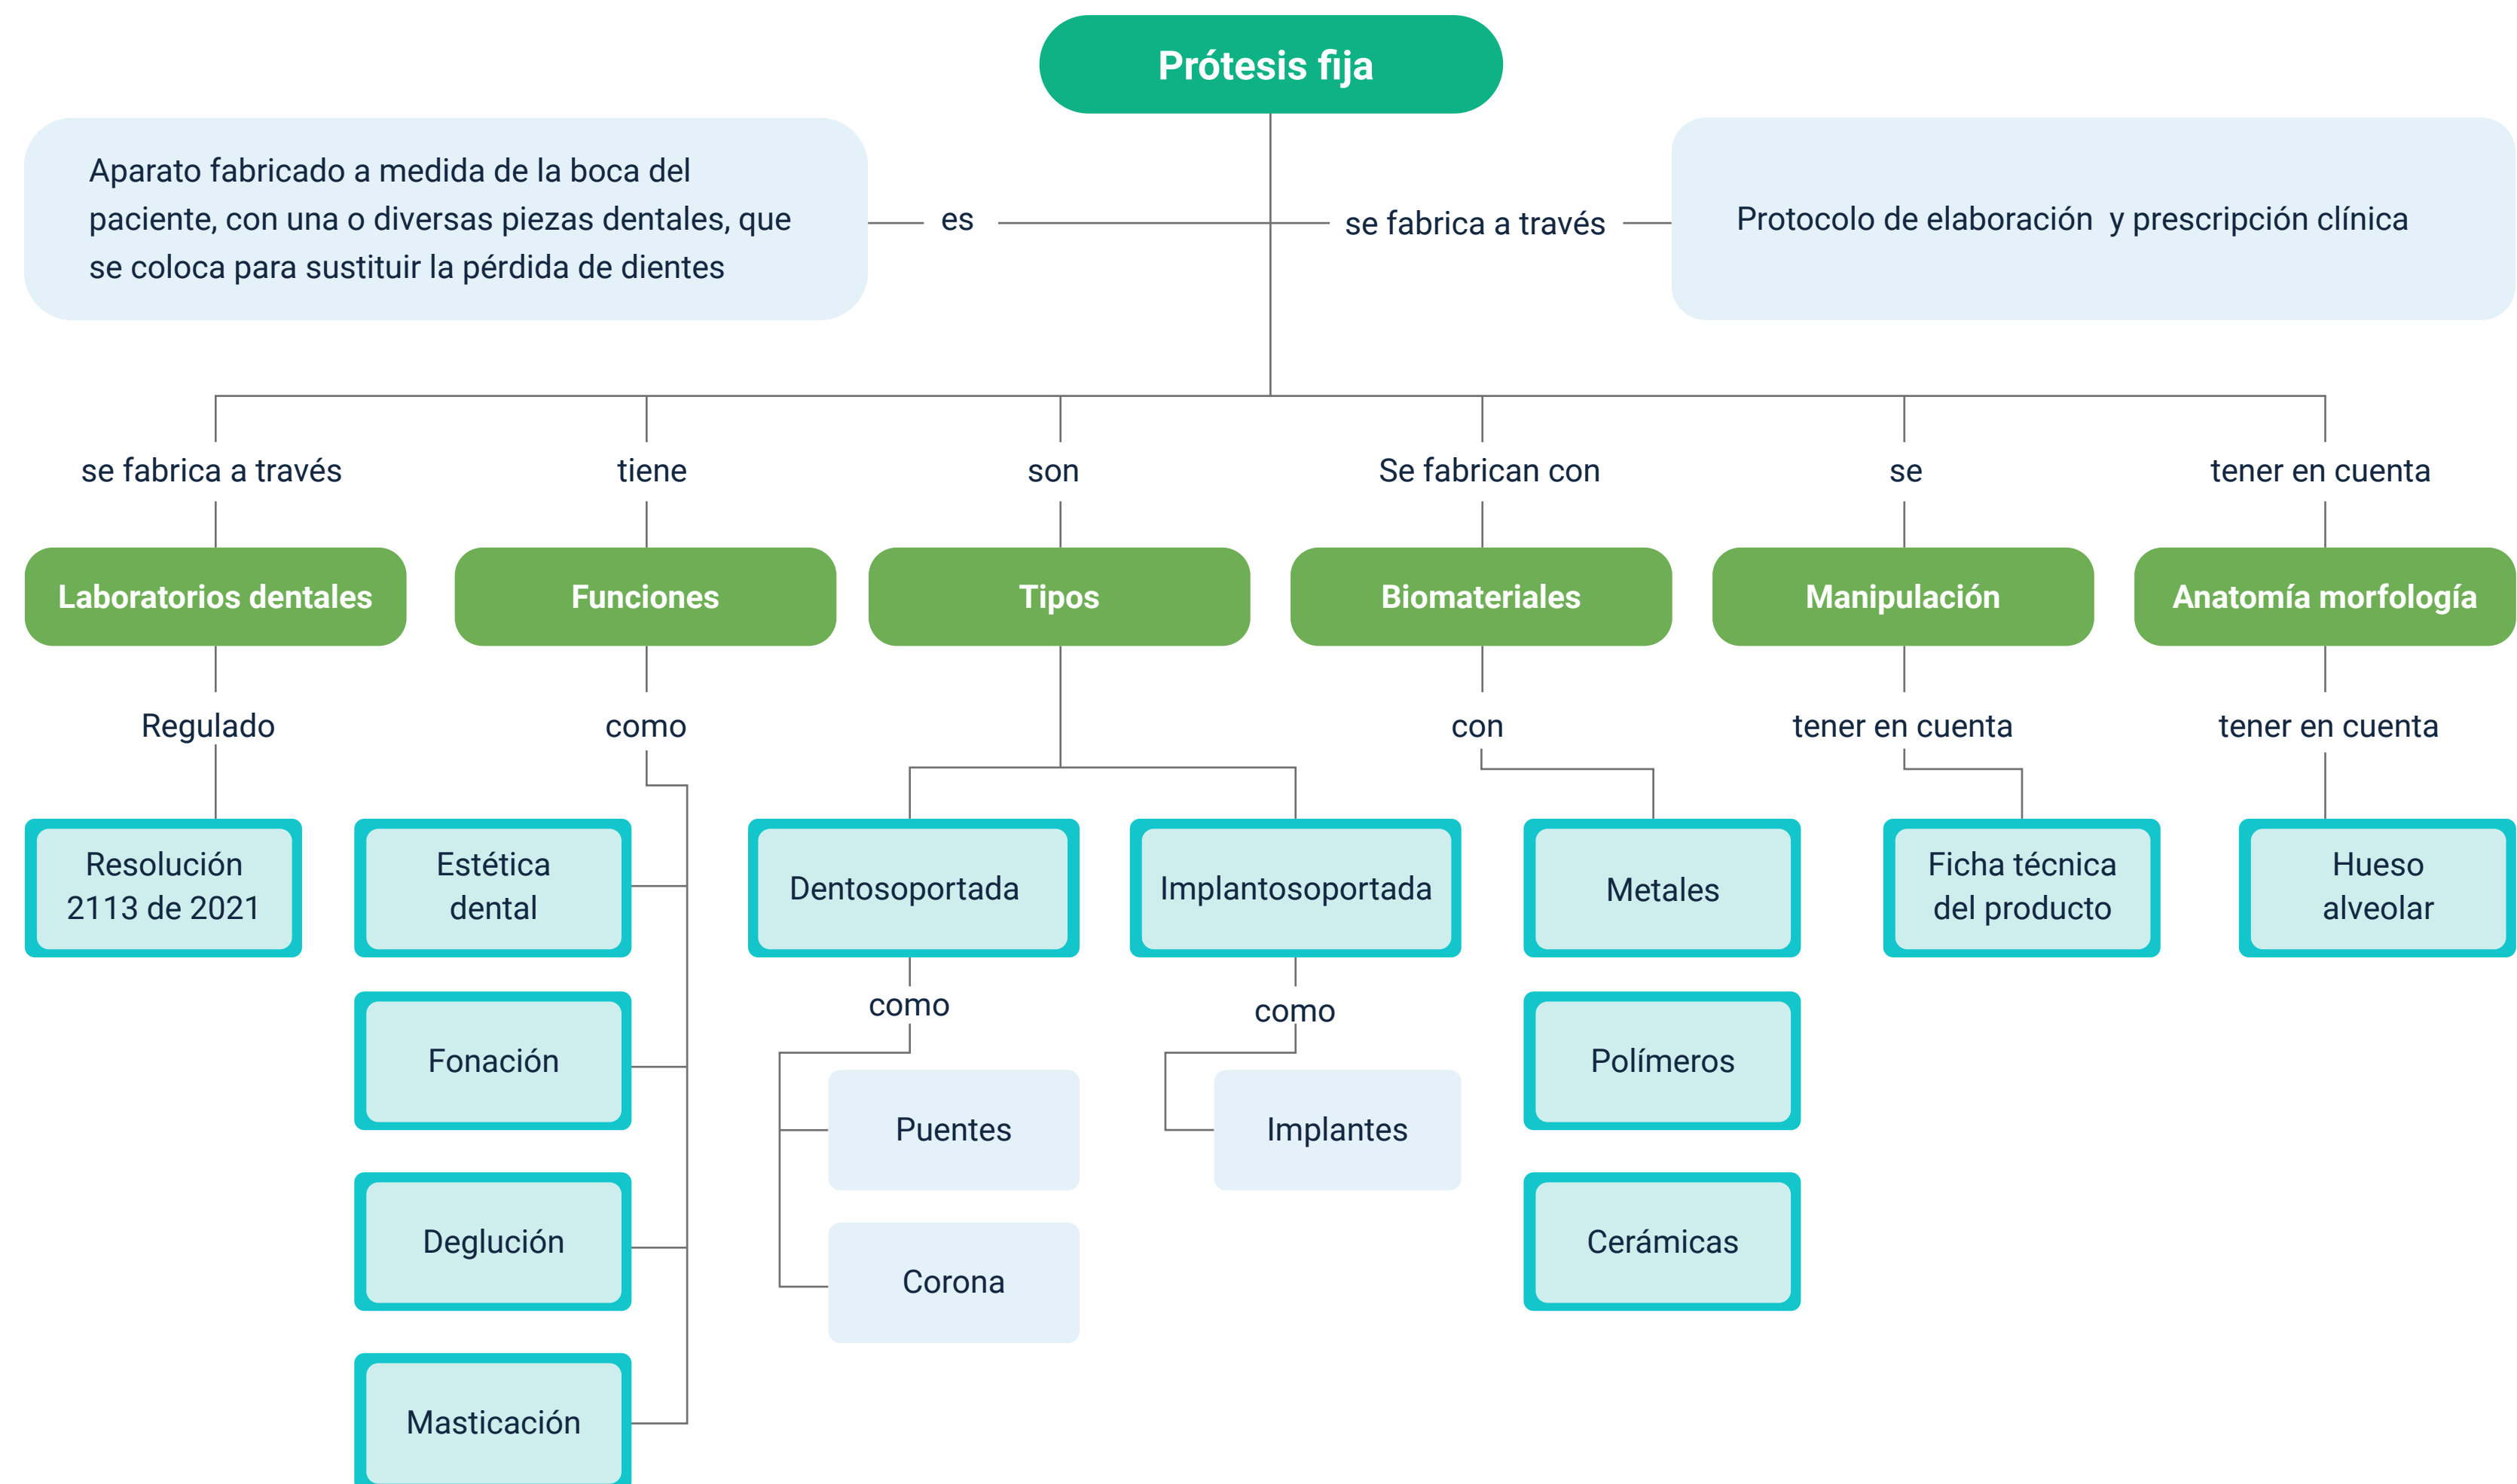 Prótesis fija
Aparato fabricado a medida de la boca del
paciente, con una o diversas piezas dentales, que
se coloca para sustituir la pérdida de dientes
es
se fabrica a través
Protocolo de elaboración  y prescripción clínica
se fabrica a través
tiene
son
Se fabrican con
se
tener en cuenta
Laboratorios dentales
Funciones
Tipos
Biomateriales
Manipulación
Anatomía morfología
Regulado
como
con
tener en cuenta
tener en cuenta
Resolución
2113 de 2021
Estética
dental
Dentosoportada
Implantosoportada
Metales
Ficha técnica
del producto
Hueso
alveolar
como
como
Fonación
Polímeros
Puentes
Implantes
Deglución
Cerámicas
Corona
Masticación